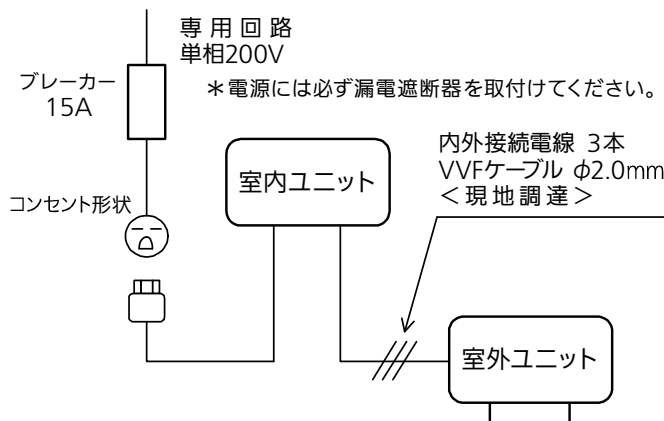 専用回路
単相200V
ブレーカー
15A
＊電源には必ず漏電遮断器を取付けてください。
内外接続電線 3本
VVFケーブル φ2.0mm
＜現地調達＞
室内ユニット
コンセント形状
室外ユニット